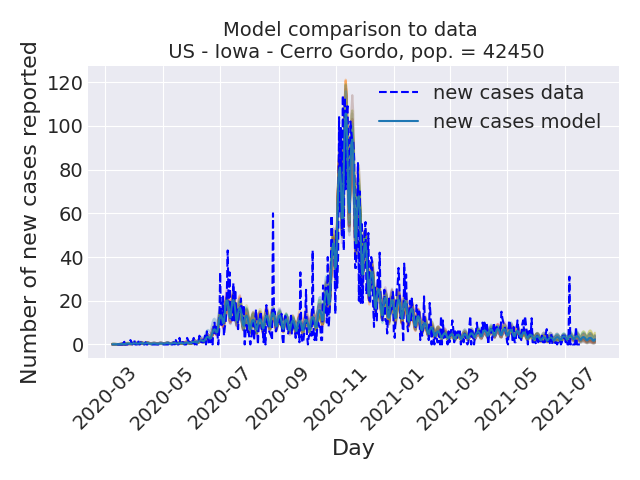 Model comparison to data
US - Iowa - Cerro Gordo, pop. = 42450
new cases data
new cases model
Number of new cases reported
120
100
80
60
40
20
0
2020-03
2020-05
2020-07
2020-09
2020-11
2021-01
2021-03
2021-05
2021-07
Day